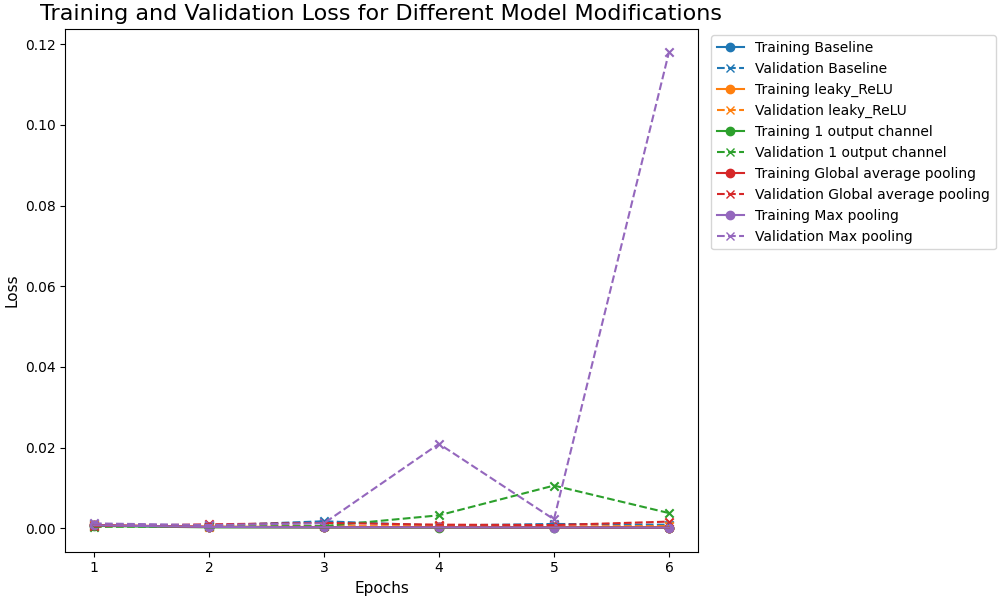 Training and Validation Loss for Different Model Modifications
0.12
0.10
0.08
0.06
0.04
0.02
0.00
Loss
1 2 3 4 5 6
Epochs
Training Baseline
Validation Baseline
Training leaky_ReLU
Validation leaky_ReLU
Training 1 output channel
Validation 1 output channel
Training Global average pooling
Validation Global average pooling
Training Max pooling
Validation Max pooling